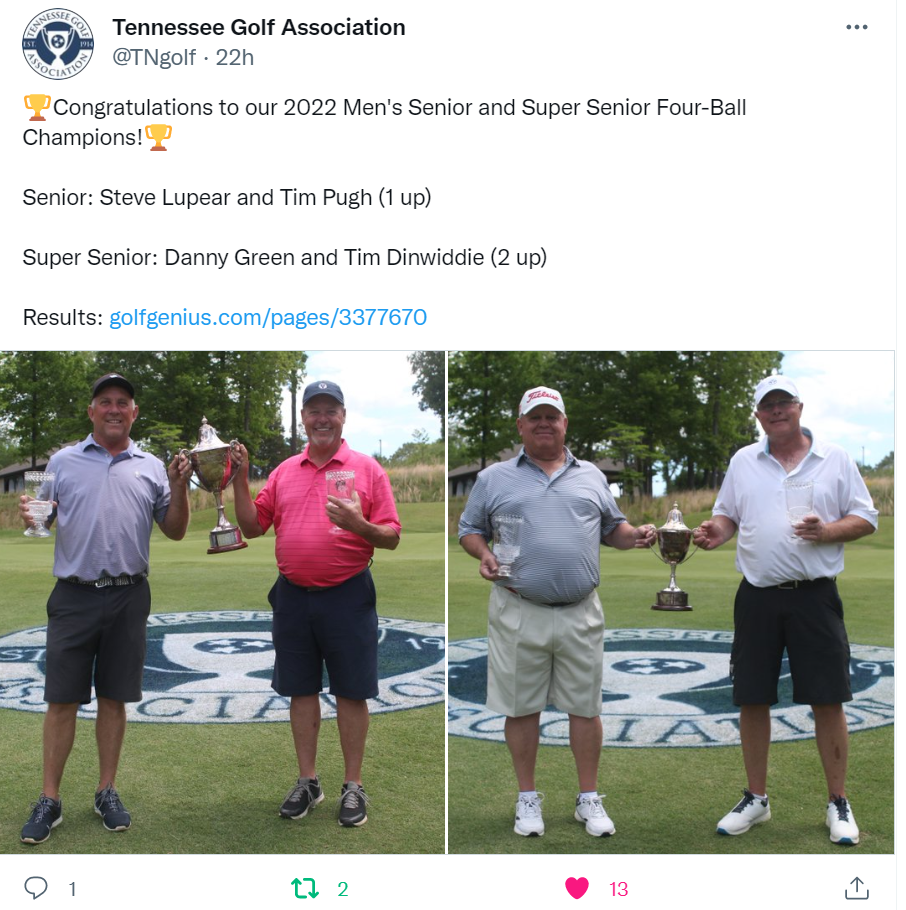 TENNESSEE GOLF
EST. 1914
ASSOCIATION
Tennessee Golf Association
@TNgolf · 22h
🏆Congratulations to our 2022 Men's Senior and Super Senior Four-Ball
Champions!🏆
Senior: Steve Lupear and Tim Pugh (1 up)
Super Senior: Danny Green and Tim Dinwiddie (2 up)
Results: golfgenius.com/pages/3377670
Titleist
1
2
13